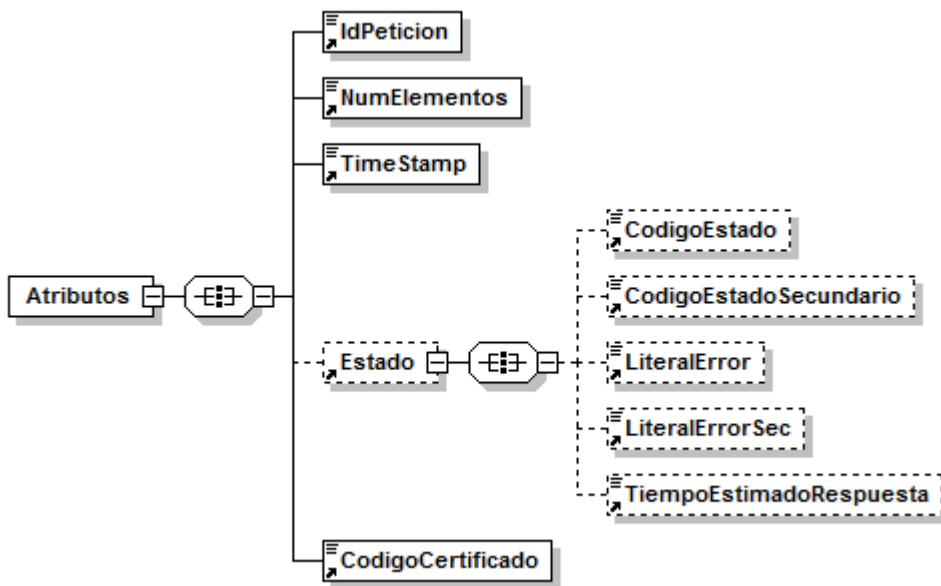 IdPeticion
NumElementos
TimeStamp
CodigoEstado
CodigoEstadoSecundario
Atributos
Estado
LiteralError
LiteralErrorSec
TiempoEstimadoRespuesta
CodigoCertificado